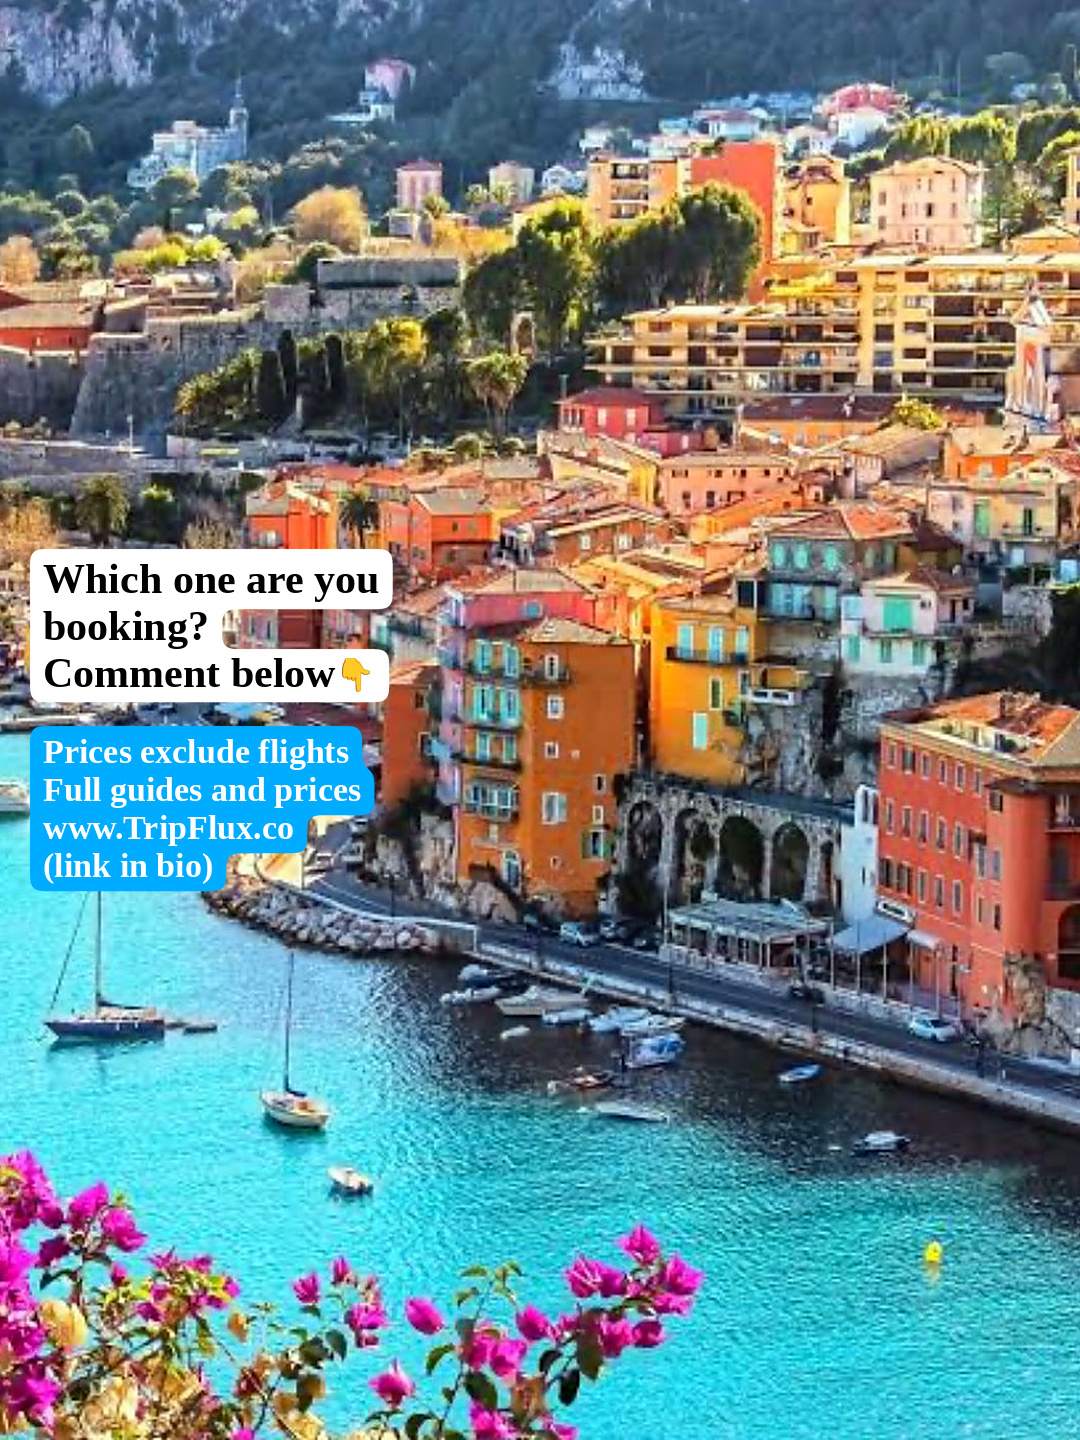 Which one are you
booking?
Comment below👇
Prices exclude flights
Full guides and prices
www.TripFlux.co
(link in bio)